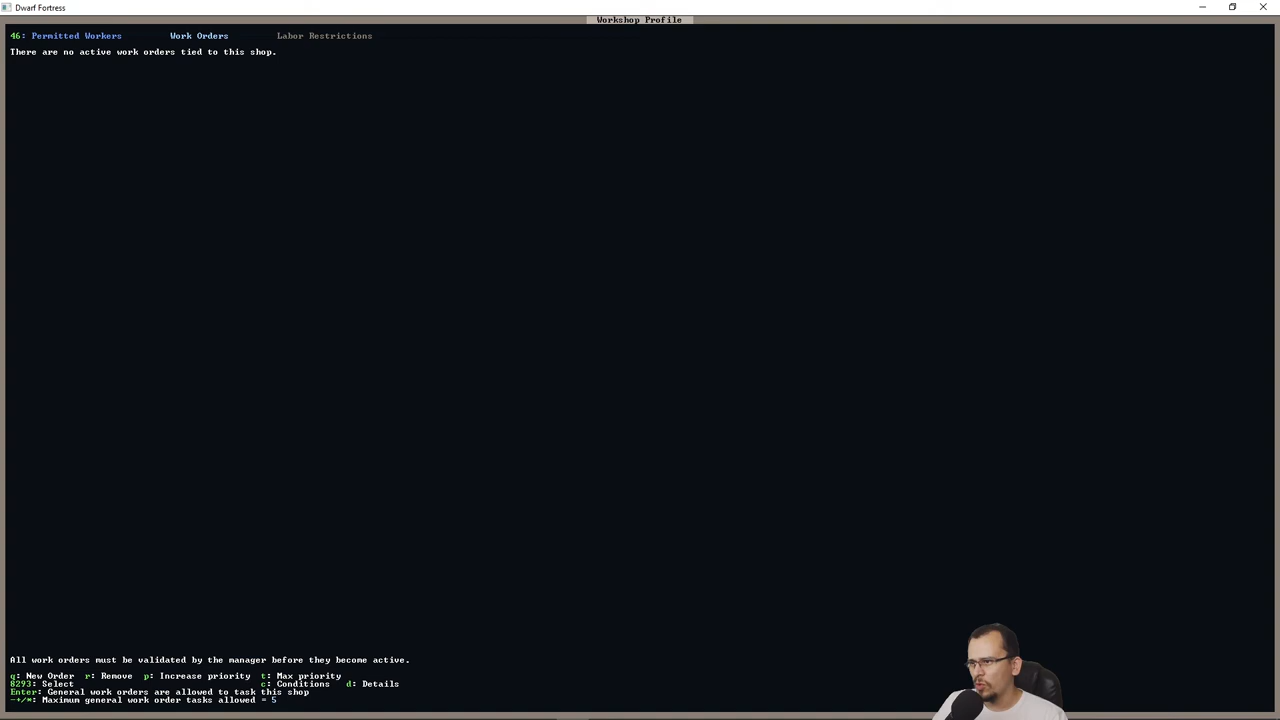 Dwarf Fortress
Workshop Profile
46: Permitted Workers Work Orders Labor Restrictions
There are no active work orders tied to this shop.
All work orders must be validated by the manager before they become active.
q: New Order r: Remove p: Increase priority t: Max priority
8293: Select c: Conditions d: Details
Enter: General work orders are allowed to task this shop
-+/*: Maximum general work order tasks allowed = 5